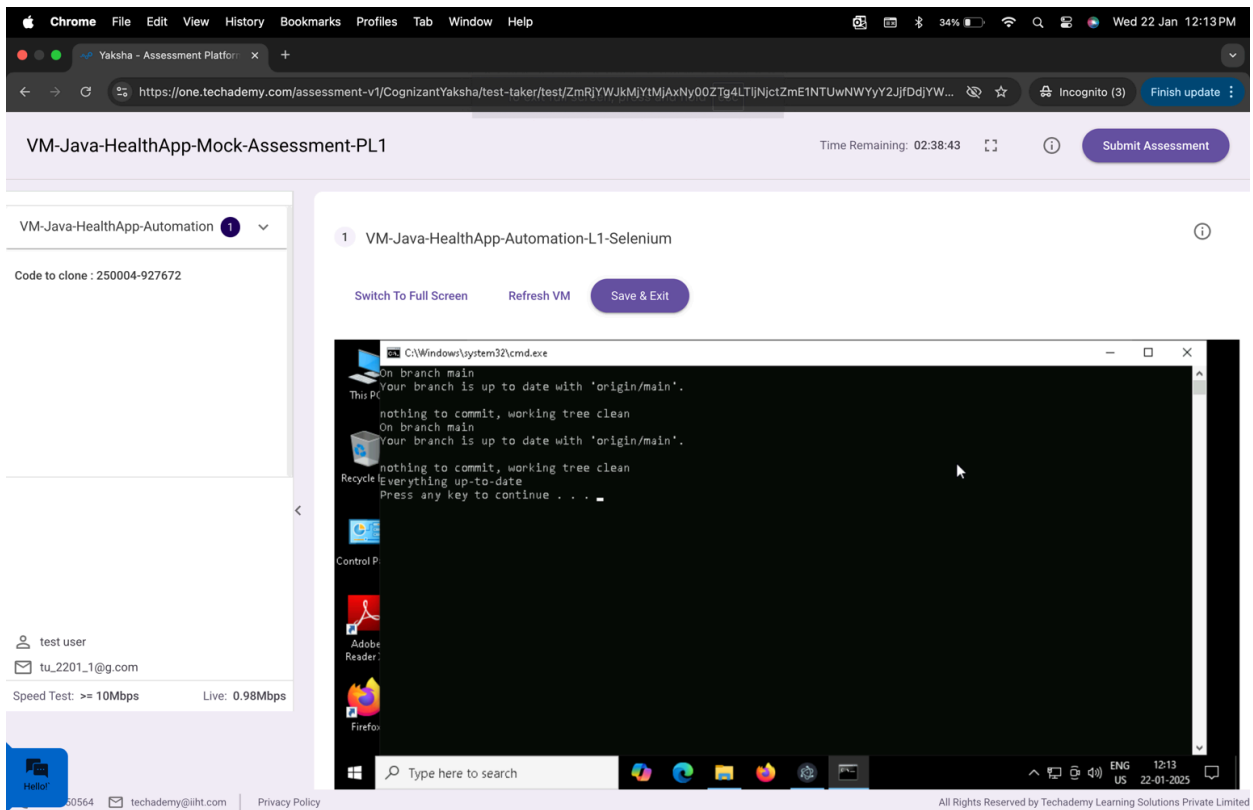 Chrome File Edit View History Bookmarks Profiles Tab Window Help 34% Wed 22 Jan 12:13 PM
Yaksha - Assessment Platform
https://one.techademy.com/assessment-v1/CognizantYaksha/test-taker/test/ Incognito (3) Finish update
VM-Java-HealthApp-Mock-Assessment-PL1 Time Remaining: 02:38:43 Submit Assessment
VM-Java-HealthApp-Automation 1
Code to clone : 250004-927672
1 VM-Java-HealthApp-Automation-L1-Selenium
Switch To Full Screen Refresh VM Save & Exit
C:\Windows\system32\cmd.exe
On branch main
Your branch is up to date with 'origin/main'.
nothing to commit, working tree clean
On branch main
Your branch is up to date with 'origin/main'.
nothing to commit, working tree clean
Everything up-to-date
Press any key to continue . . .
This PC
Recycle
Control P
Adobe
Reader
Firefox
Type here to search
ENG
US
12:13
22-01-2025
test user
tu_2201_1@g.com
Speed Test: >= 10Mbps Live: 0.98Mbps
Hello!
50564 techademy@iiht.com Privacy Policy All Rights Reserved by Techademy Learning Solutions Private Limited